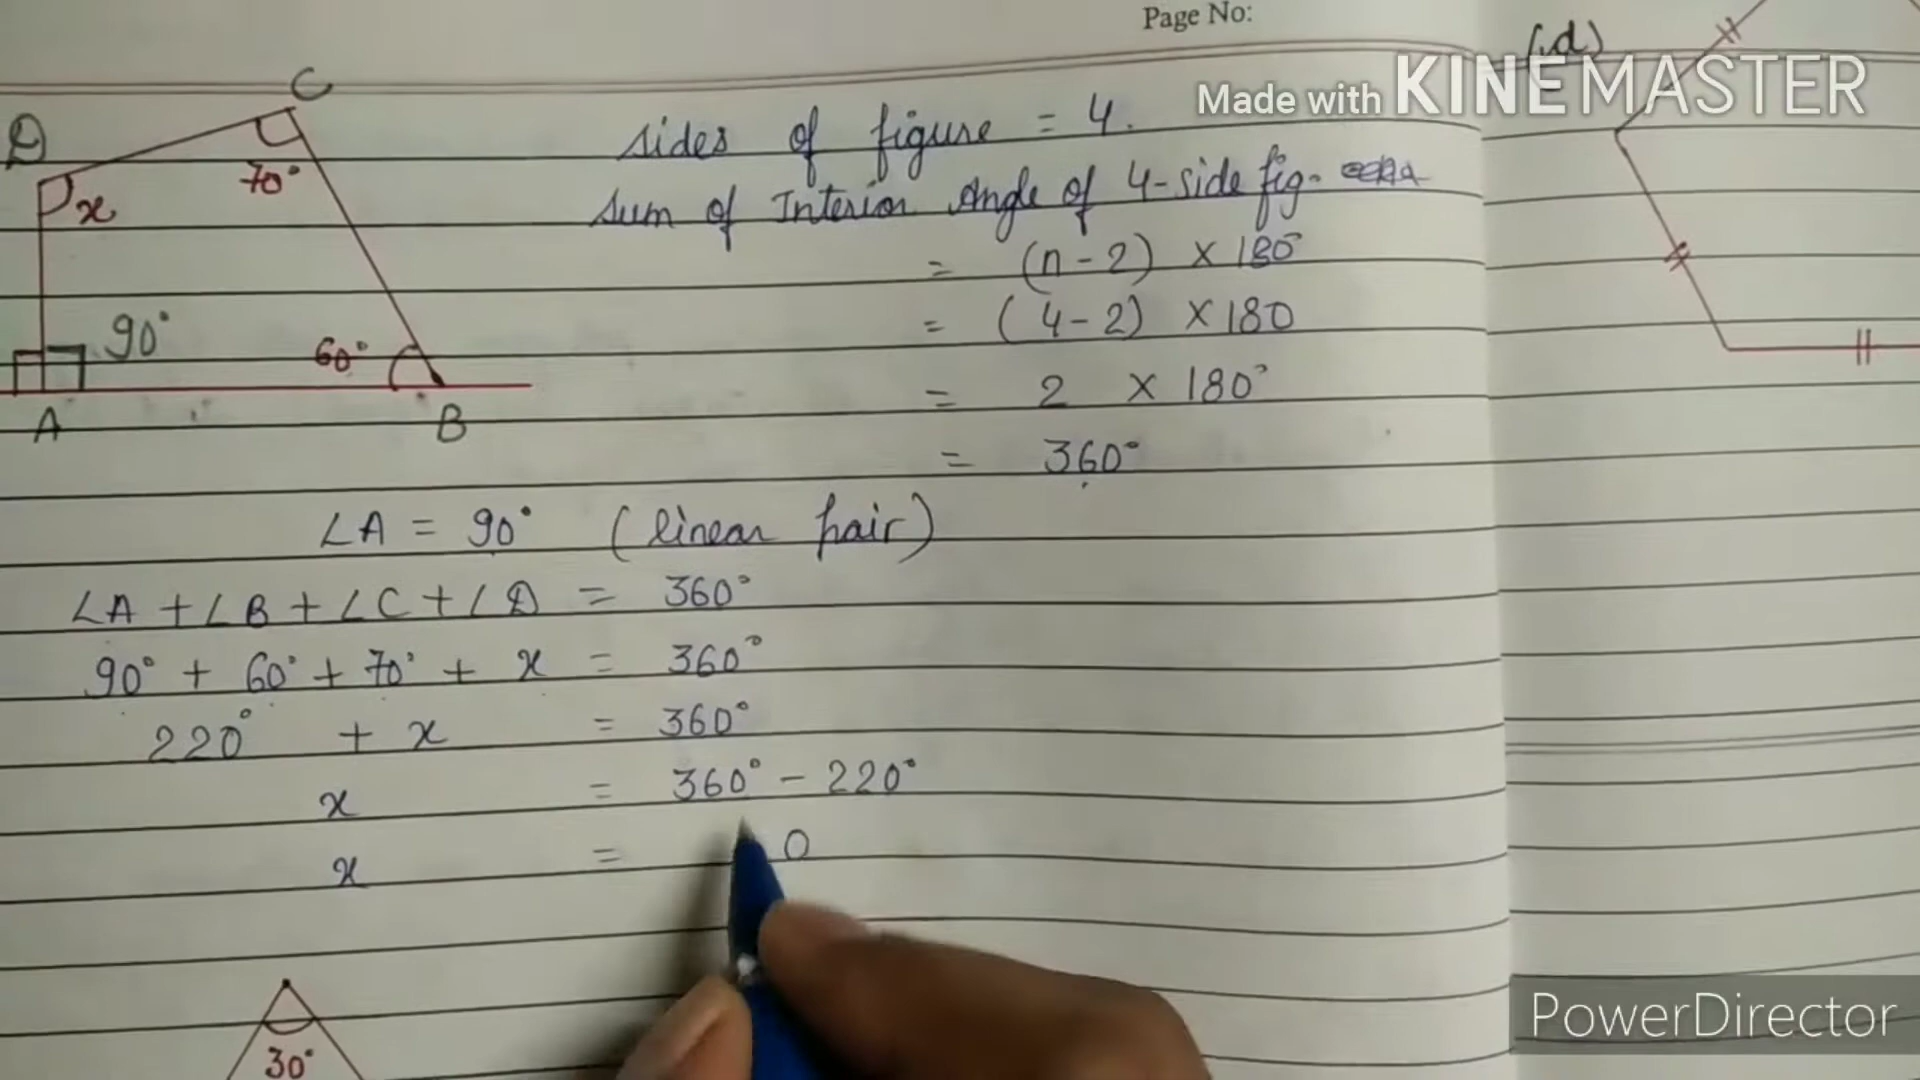 Page No:
(d)
Made with KINEMASTER
C
D
70°
x
90°
60°
A
B
sides of figure = 4.
sum of Interior Angle of 4-side fig.
= (n-2) × 180°
= (4-2) × 180
= 2 × 180°
= 360°
∠A = 90° (linear pair)
∠A + ∠B + ∠C + ∠D = 360°
90° + 60° + 70° + x = 360°
220° + x = 360°
x = 360° - 220°
x = 0
30°
PowerDirector